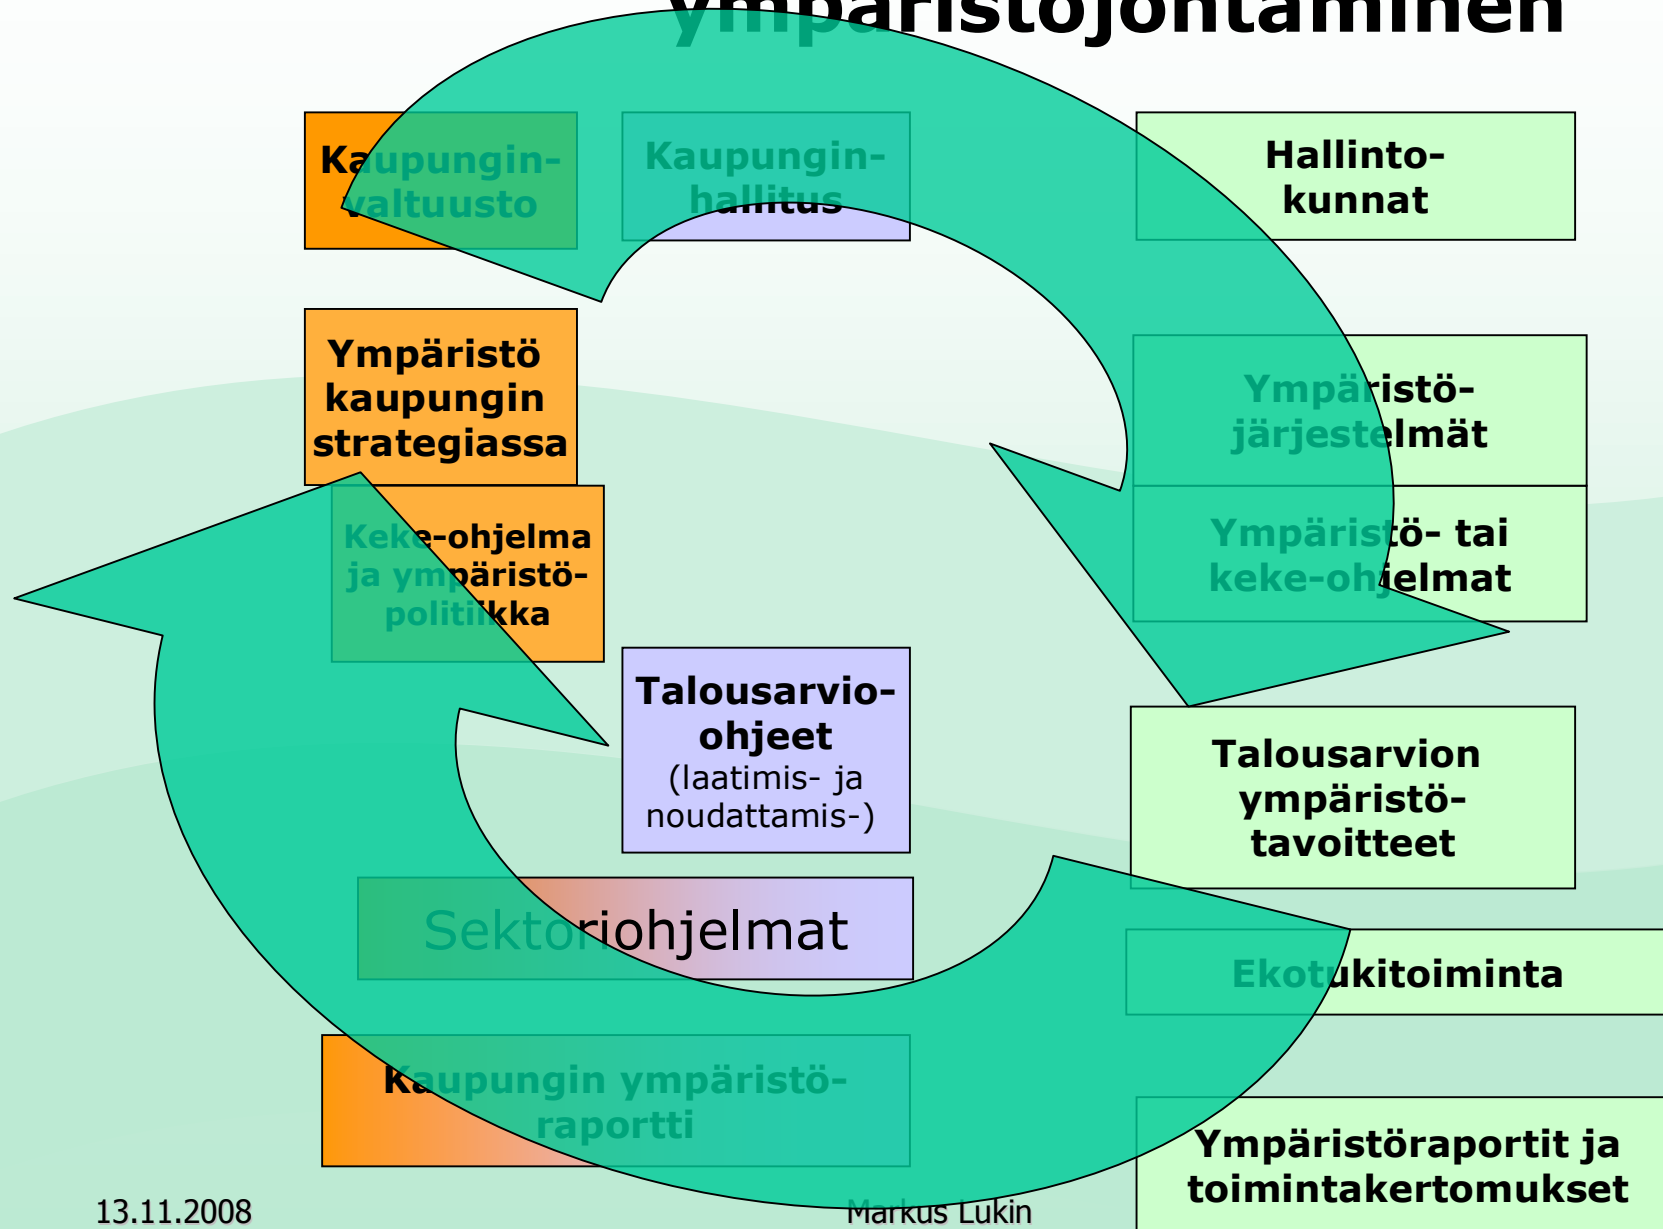 ympäristöjohtaminen
Kaupungin-
valtuusto
Kaupungin-
hallitus
Hallinto-
kunnat
Ympäristö
kaupungin
strategiassa
Keke-ohjelma
ja ympäristö-
politiikka
Ympäristö-
järjestelmät
Ympäristö- tai
keke-ohjelmat
Talousarvio-
ohjeet
(laatimis- ja
noudattamis-)
Talousarvion
ympäristö-
tavoitteet
Sektoriohjelmat
Ekotukitoiminta
Kaupungin ympäristö-
raportti
Ympäristöraportit ja
toimintakertomukset
13.11.2008
Markus Lukin